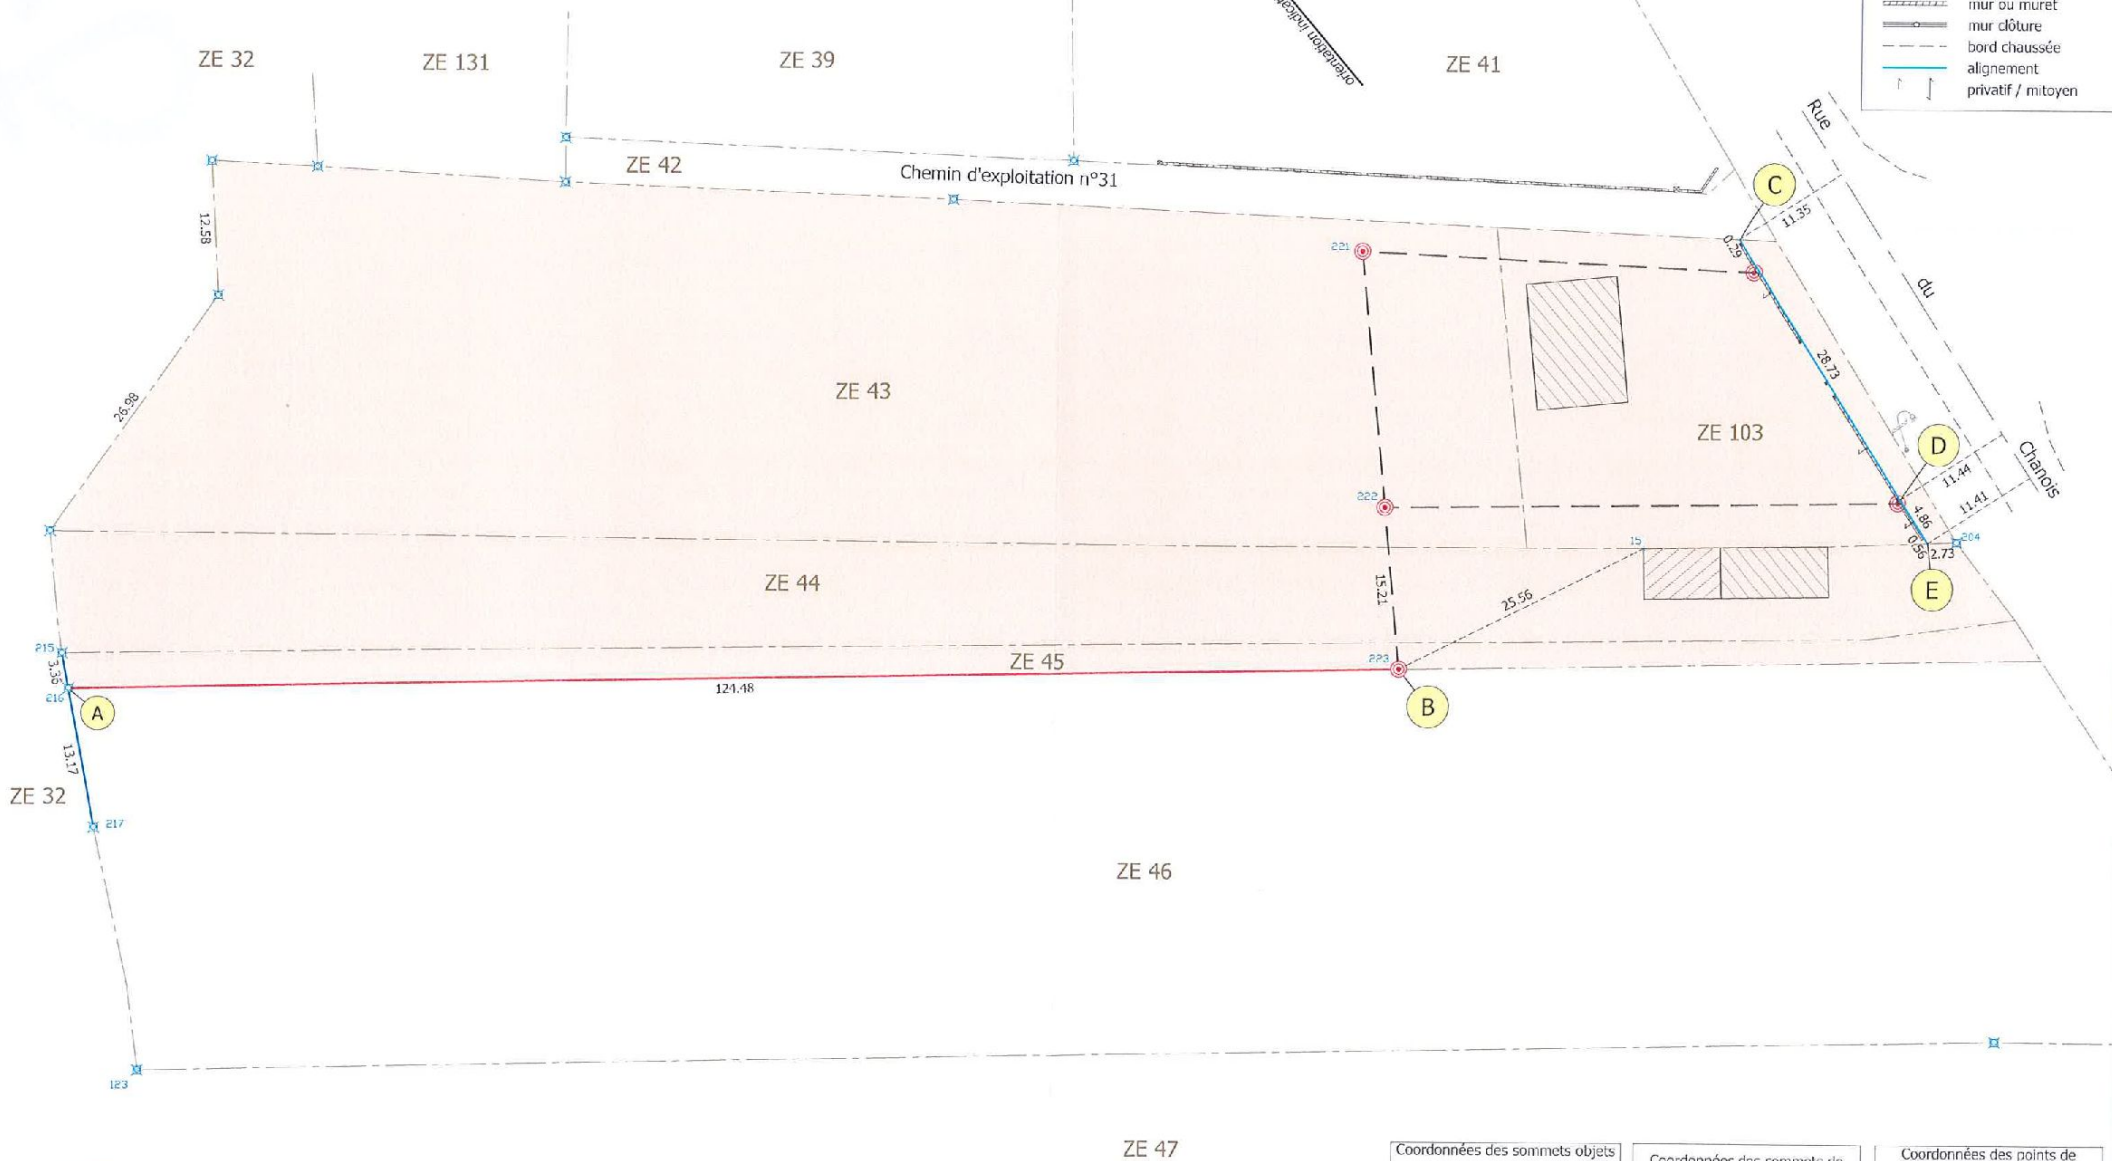 mur ou muret
mur clôture
bord chaussée
alignement
privatif / mitoyen
ZE 32
ZE 131
ZE 39
ZE 41
Rue
du
Chanois
ZE 42
Chemin d'exploitation n°31
C
11.35
0.29
12.58
221
28.73
26.98
ZE 43
ZE 103
D
11.44
11.41
222
4.86
0.56
2.73
204
15
E
ZE 44
15.21
25.56
215
3.36
216
ZE 45
223
124.48
A
B
13.17
ZE 32
217
ZE 46
123
ZE 47
Coordonnées des sommets objets
Coordonnées des points de